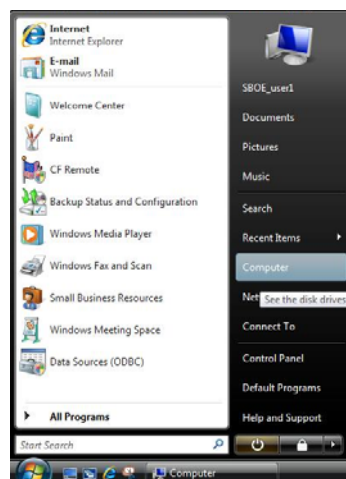 Internet
Internet Explorer
E-mail
Windows Mail
Welcome Center
Paint
CF Remote
Backup Status and Configuration
Windows Media Player
Windows Fax and Scan
Small Business Resources
Windows Meeting Space
Data Sources (ODBC)
All Programs
Start Search
SBOE_user1
Documents
Pictures
Music
Search
Recent Items
Computer
Net
See the disk drives
Connect To
Control Panel
Default Programs
Help and Support
Computer